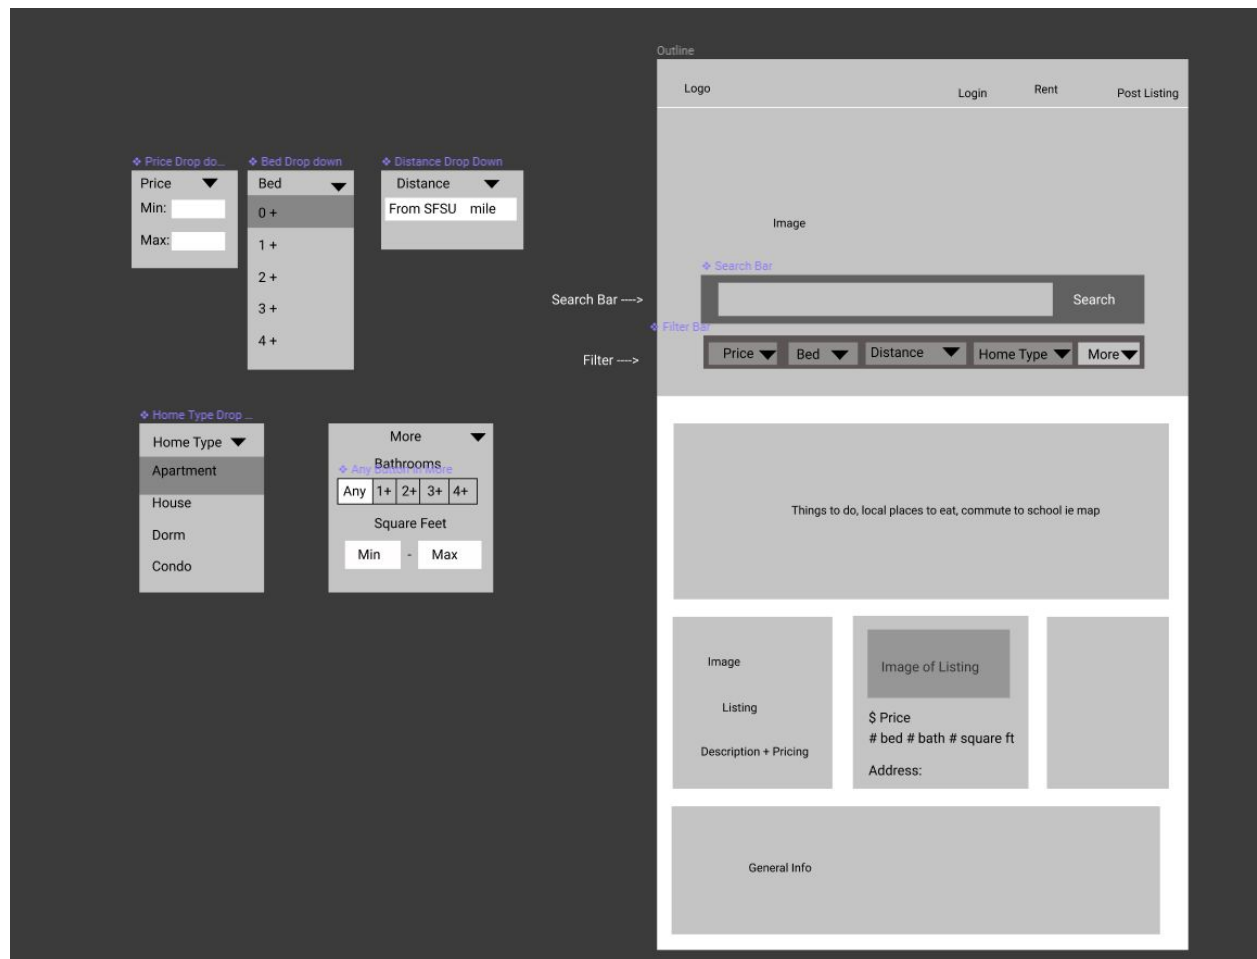 Outline
Logo
Login
Rent
Post Listing
Image
❖ Search Bar
Search Bar ---->
Search
❖ Filter Bar
Filter ---->
Price
Bed
Distance
Home Type
More
❖ Price Drop do...
Price
Min:
Max:
❖ Bed Drop down
Bed
0 +
1 +
2 +
3 +
4 +
❖ Distance Drop Down
Distance
From SFSU mile
❖ Home Type Drop ...
Home Type
Apartment
House
Dorm
Condo
More
Bathrooms
❖ Any Button in More
Any 1+ 2+ 3+ 4+
Square Feet
Min - Max
Things to do, local places to eat, commute to school ie map
Image
Listing
Description + Pricing
Image of Listing
$ Price
# bed # bath # square ft
Address:
General Info